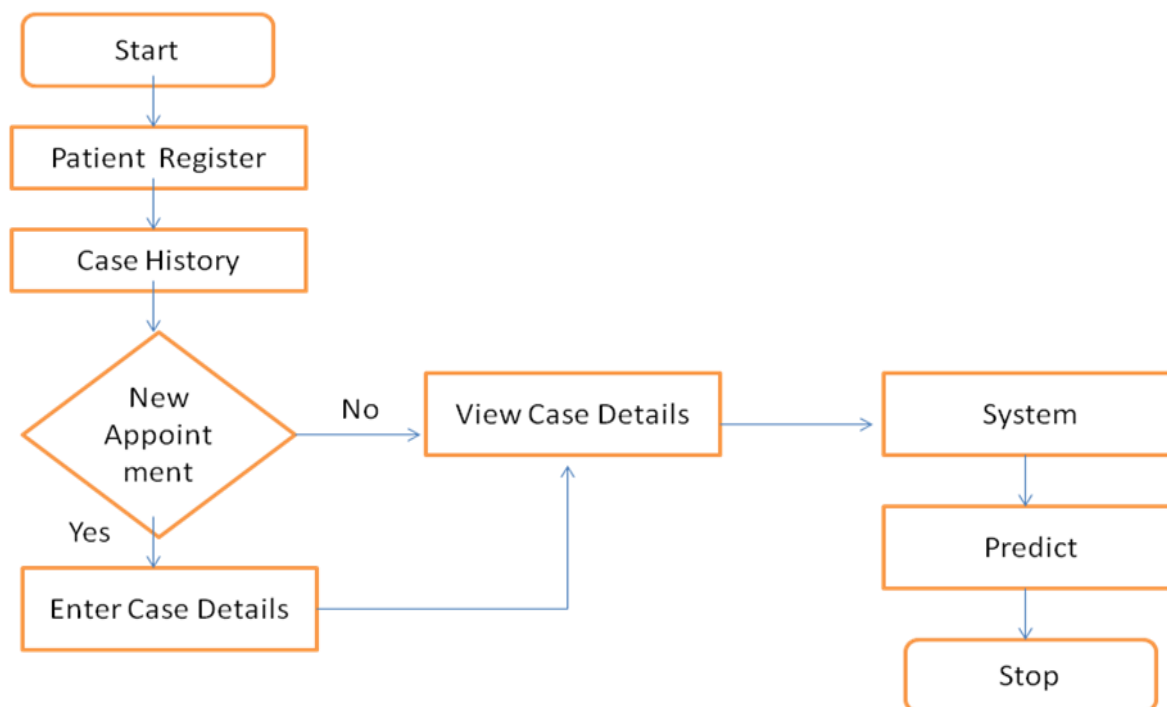 Start
Patient  Register
Case History
New
Appoint
ment
No
View Case Details
System
Yes
Predict
Enter Case Details
Stop